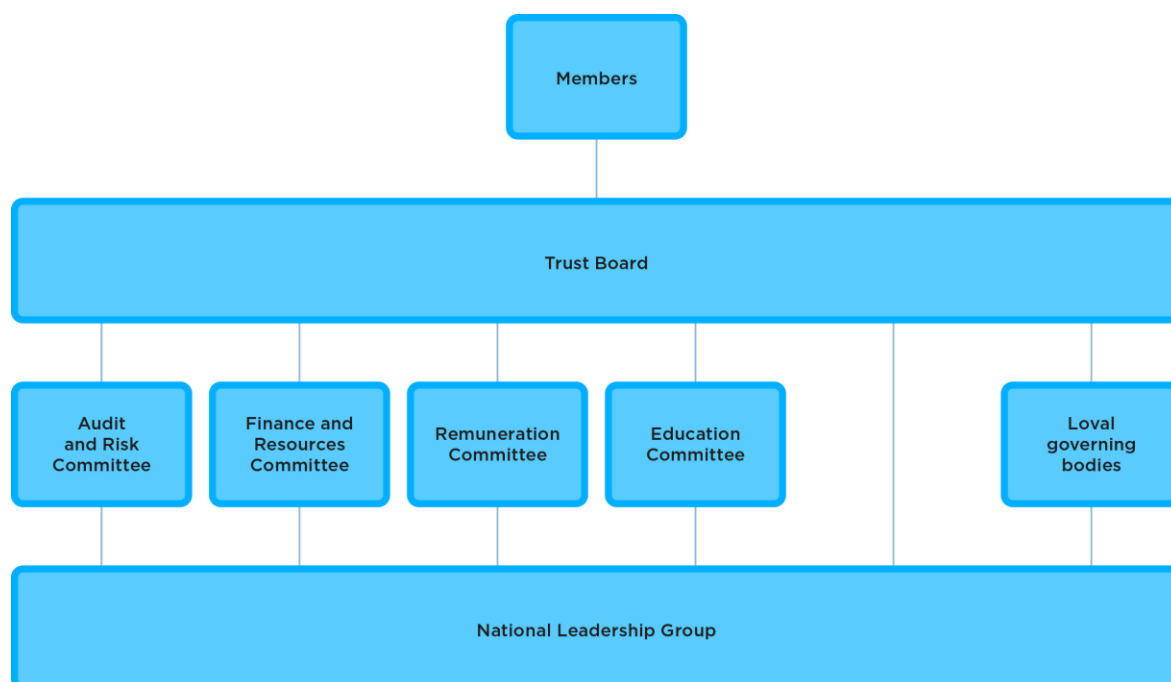 Members
Trust Board
Audit
and Risk
Committee
Finance and
Resources
Committee
Remuneration
Committee
Education
Committee
Loval
governing
bodies
National Leadership Group